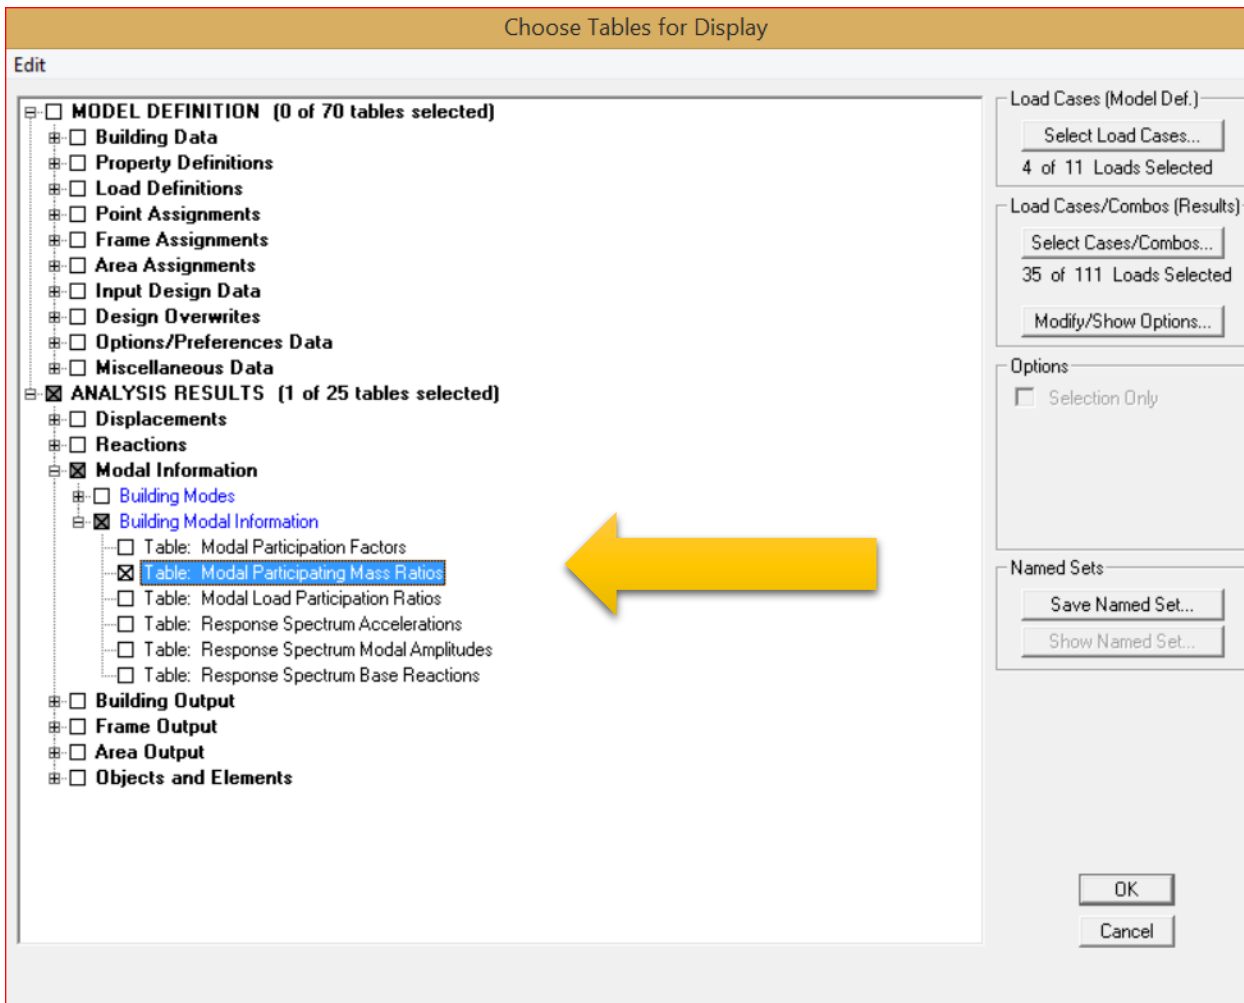 Choose Tables for Display
Edit
MODEL DEFINITION (0 of 70 tables selected)
Building Data
Property Definitions
Load Definitions
Point Assignments
Frame Assignments
Area Assignments
Input Design Data
Design Overwrites
Options/Preferences Data
Miscellaneous Data
ANALYSIS RESULTS (1 of 25 tables selected)
Displacements
Reactions
Modal Information
Building Modes
Building Modal Information
Table: Modal Participation Factors
Table: Modal Participating Mass Ratios
Table: Modal Load Participation Ratios
Table: Response Spectrum Accelerations
Table: Response Spectrum Modal Amplitudes
Table: Response Spectrum Base Reactions
Building Output
Frame Output
Area Output
Objects and Elements
Load Cases (Model Def.)
Select Load Cases...
4 of 11 Loads Selected
Load Cases/Combos (Results)
Select Cases/Combos...
35 of 111 Loads Selected
Modify/Show Options...
Options
Selection Only
Named Sets
Save Named Set...
Show Named Set...
OK
Cancel